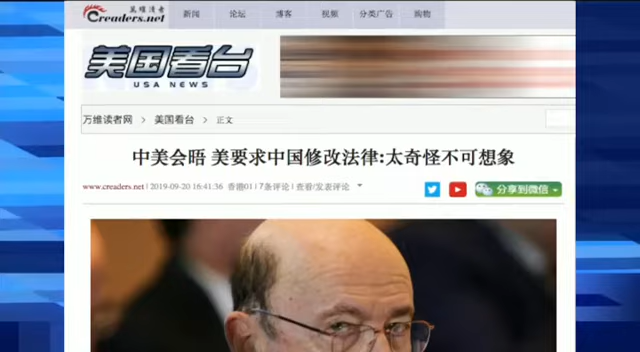 万维读者
Creaders.net
新闻 论坛 博客 视频 分类广告 购物
美国看台
USA NEWS
万维读者网 > 美国看台 > 正文
中美会晤 美要求中国修改法律:太奇怪不可想象
www.creaders.net | 2019-09-20 16:41:36 香港01 | 7条评论 | 查看/发表评论
分享到微信